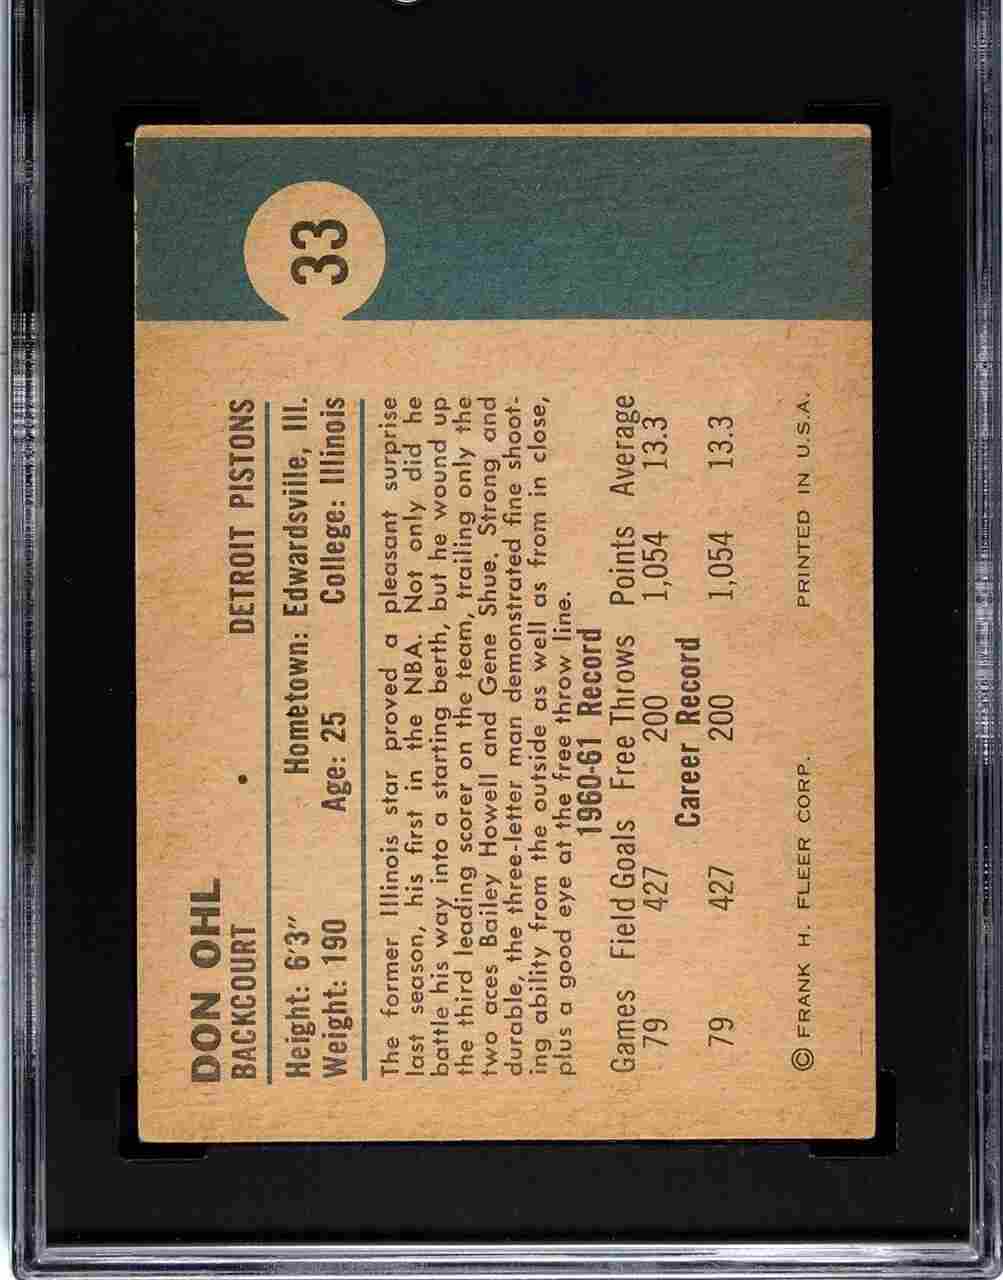 33
DON OHL DETROIT PISTONS
BACKCOURT
Height: 6'3" Hometown: Edwardsville, Ill.
Weight: 190 Age: 25 College: Illinois
The former Illinois star proved a pleasant surprise
last season, his first in the NBA. Not only did he
battle his way into a starting berth, but he wound up
the third leading scorer on the team, trailing only the
two aces Bailey Howell and Gene Shue. Strong and
durable, the three-letter man demonstrated fine shoot-
ing ability from the outside as well as from in close,
plus a good eye at the free throw line.
1960-61 Record
Games Field Goals Free Throws Points Average
79 427 200 1,054 13.3
Career Record
79 427 200 1,054 13.3
© FRANK H. FLEER CORP. PRINTED IN U.S.A.